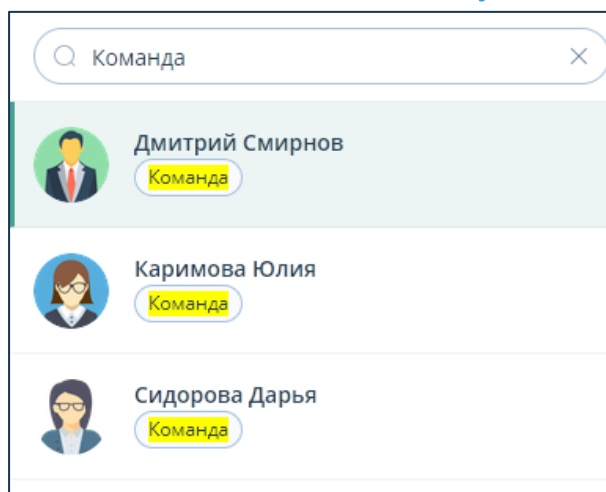 Команда
Дмитрий Смирнов
Команда
Каримова Юлия
Команда
Сидорова Дарья
Команда